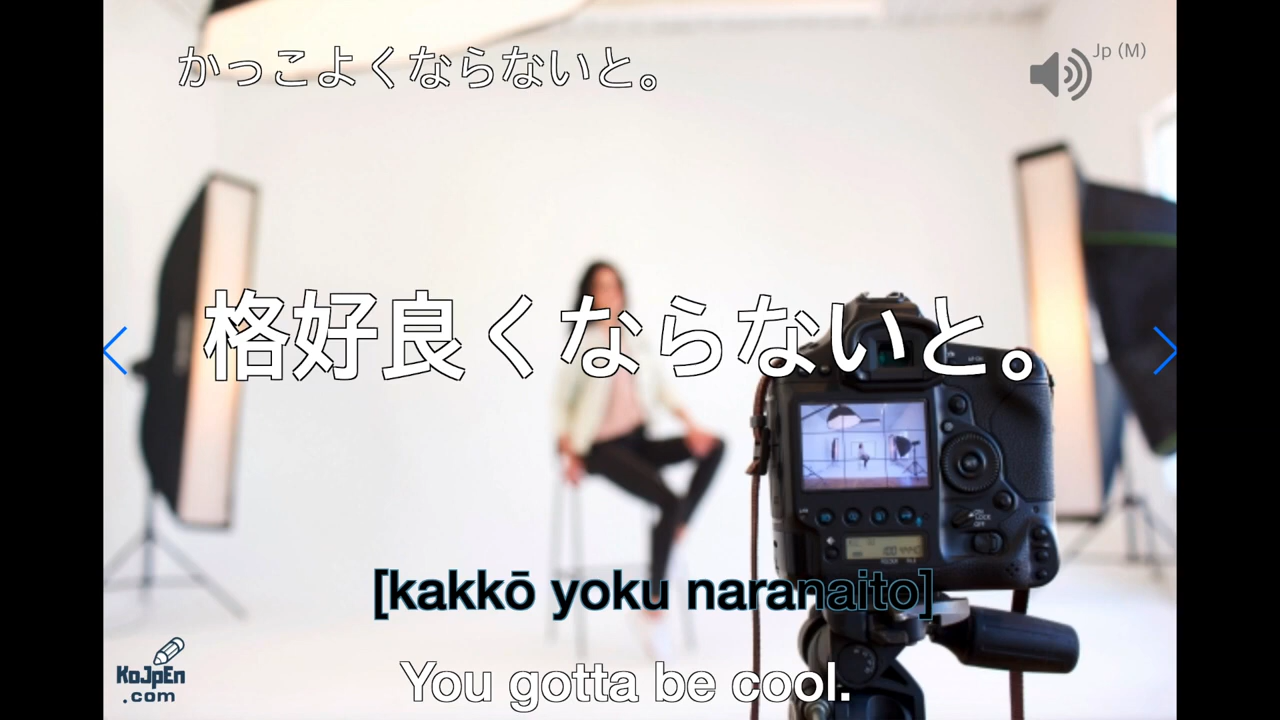 かっこよくならないと。
Jp (M)
格好良くならないと。
[kakkō yoku naranaito]
You gotta be cool.
KoJpEn
.com